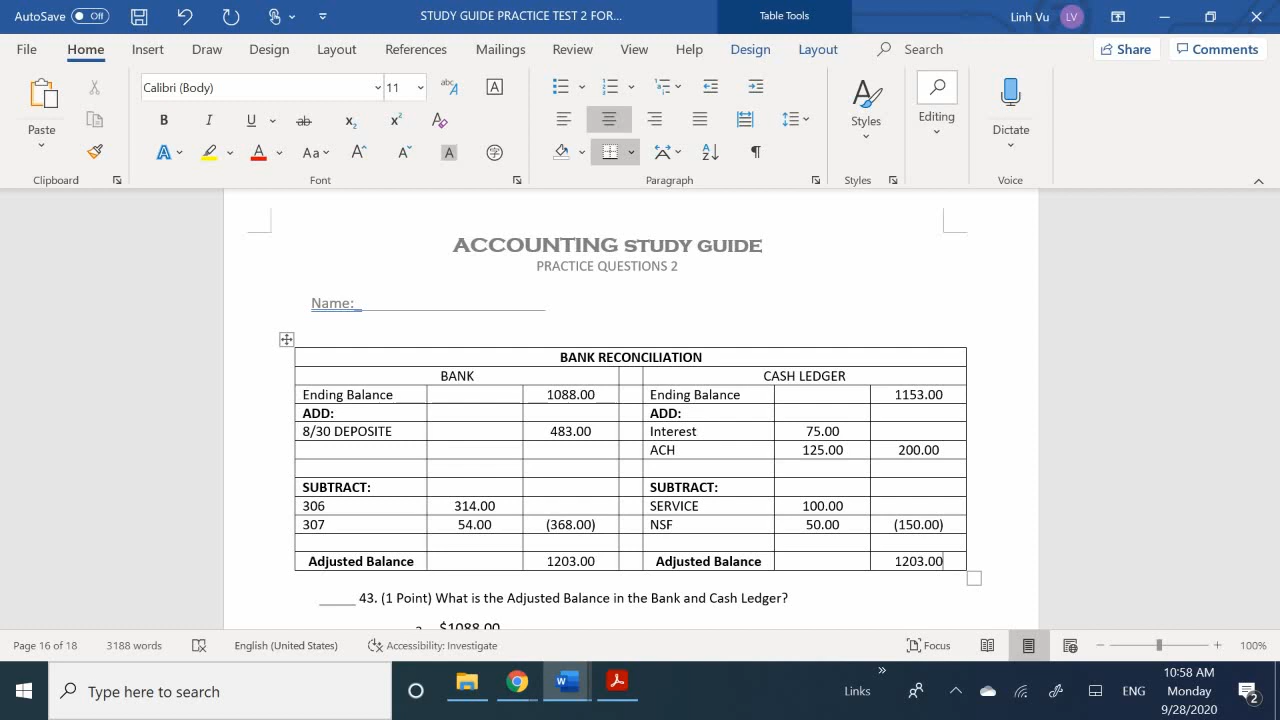 AutoSave Off STUDY GUIDE PRACTICE TEST 2 FOR... Table Tools Linh Vu LV
File Home Insert Draw Design Layout References Mailings Review View Help Design Layout Search Share Comments
Calibri (Body) 11
Paste Styles Editing Dictate
Clipboard Font Paragraph Styles Voice
ACCOUNTING STUDY GUIDE
PRACTICE QUESTIONS 2
Name:_
BANK RECONCILIATION
BANK CASH LEDGER
Ending Balance 1088.00 Ending Balance 1153.00
ADD: ADD:
8/30 DEPOSITE 483.00 Interest 75.00
ACH 125.00 200.00
SUBTRACT: SUBTRACT:
306 314.00 SERVICE 100.00
307 54.00 (368.00) NSF 50.00 (150.00)
Adjusted Balance 1203.00 Adjusted Balance 1203.00
_____ 43. (1 Point) What is the Adjusted Balance in the Bank and Cash Ledger?
$1088.00
Page 16 of 18 3188 words English (United States) Accessibility: Investigate Focus 100%
Type here to search Links ENG 10:58 AM
Monday
9/28/2020 2